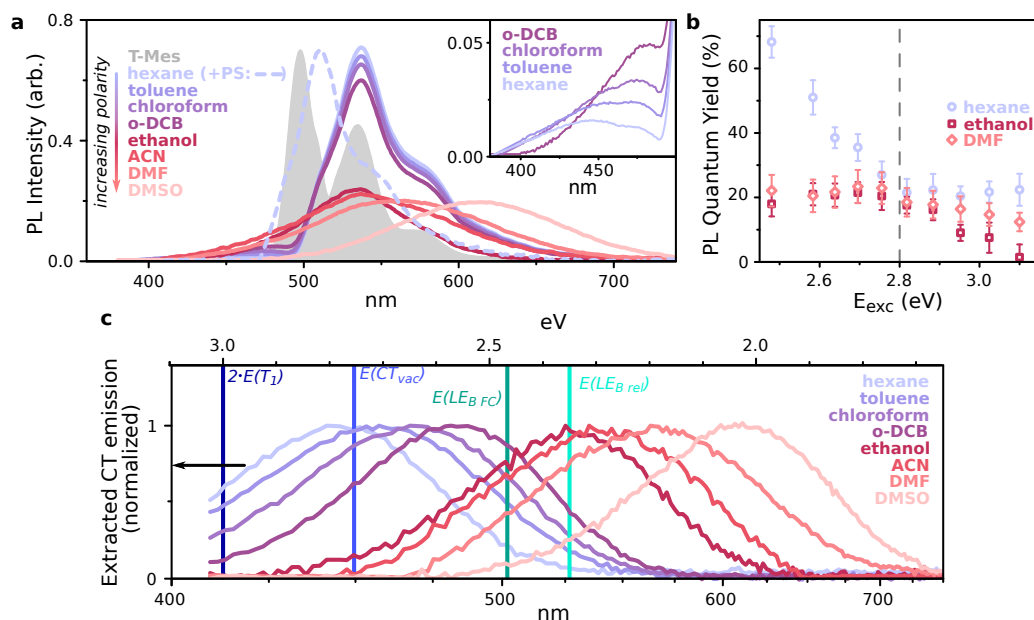 a
PL Intensity (arb.)
0.8
0.4
0.0
T-Mes
hexane (+PS: )
toluene
chloroform
o-DCB
ethanol
ACN
DMF
DMSO
increasing polarity
400
500
600
700
nm
o-DCB
chloroform
toluene
hexane
0.05
0.00
400
450
nm
b
PL Quantum Yield (%)
60
40
20
0
hexane
ethanol
DMF
2.6
2.8
3.0
Eexc (eV)
c
eV
3.0
2.5
2.0
Extracted CT emission
(normalized)
1
0
2·E(T1)
E(CTvac)
E(LEB FC)
E(LEB rel)
hexane
toluene
chloroform
o-DCB
ethanol
ACN
DMF
DMSO
400
500
600
700
nm